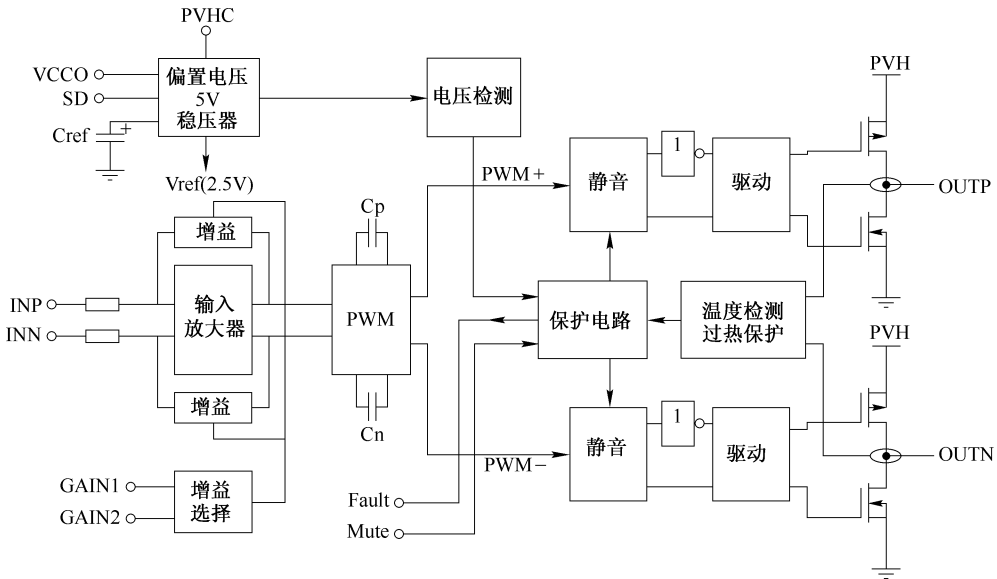 PVHC
VCCO
SD
Cref
+
偏置电压
5V
稳压器
Vref(2.5V)
电压检测
PVH
PWM+
静音
1
驱动
OUTP
增益
Cp
INP
INN
输入
放大器
PWM
保护电路
温度检测
过热保护
PVH
增益
Cn
PWM−
静音
1
驱动
OUTN
GAIN1
GAIN2
增益
选择
Fault
Mute